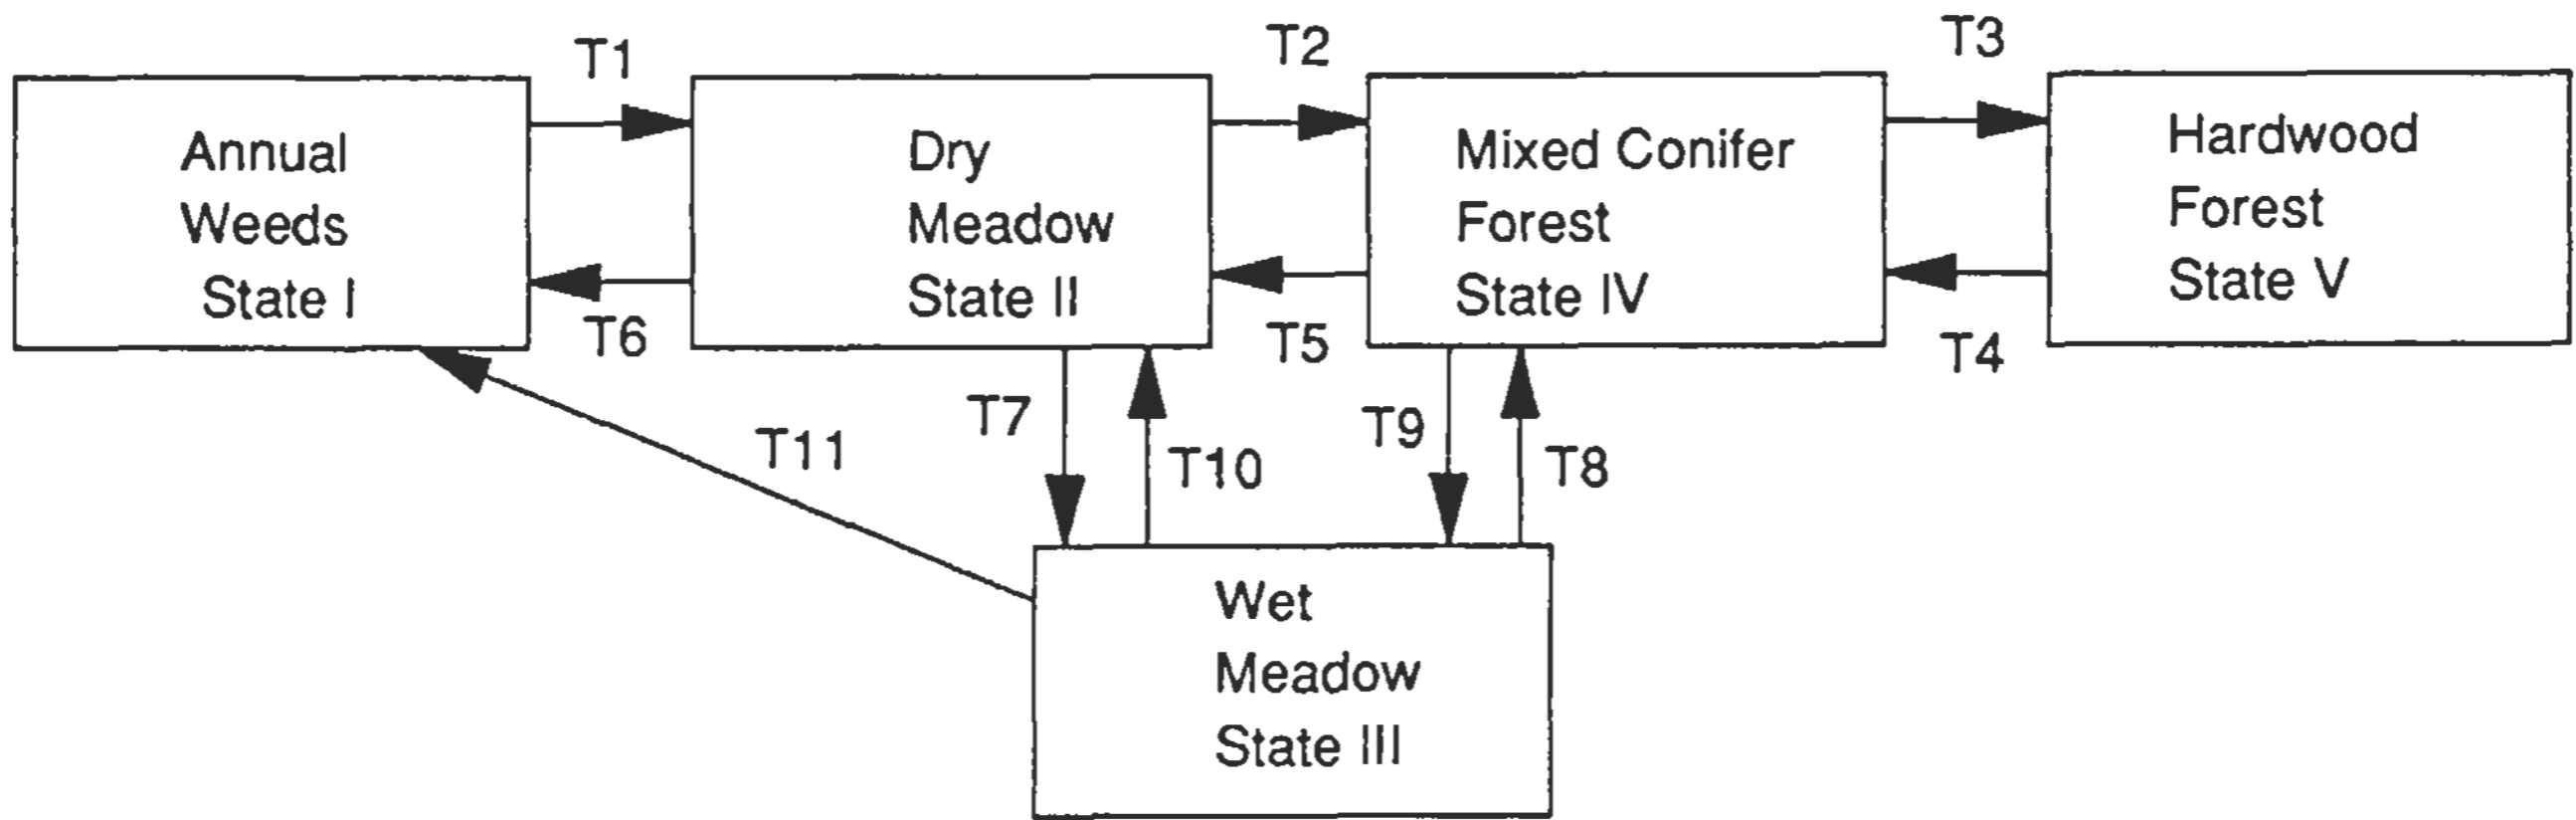 T1
T2
T3
Annual
Weeds
State I
Dry
Meadow
State II
Mixed Conifer
Forest
State IV
Hardwood
Forest
State V
T6
T5
T4
T11
T7
T10
T9
T8
Wet
Meadow
State III